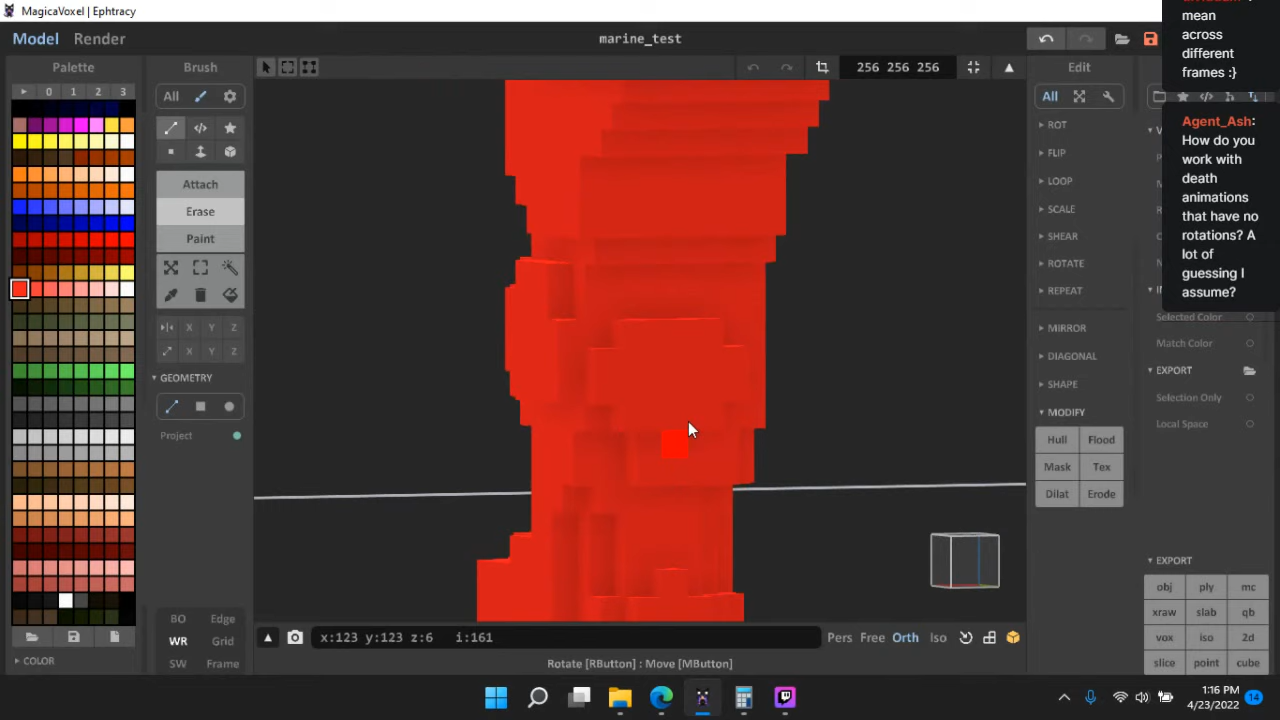 MagicaVoxel | Ephtracy
Model Render
marine_test
256 256 256
Palette
Brush
Edit
0 1 2 3
All
All
Attach
Erase
Paint
X Y Z
X Y Z
GEOMETRY
Project
COLOR
BO Edge
WR Grid
SW Frame
x:123 y:123 z:6 i:161
Pers Free Orth Iso
Rotate [RButton] : Move [MButton]
ROT
FLIP
LOOP
SCALE
SHEAR
ROTATE
REPEAT
MIRROR
DIAGONAL
SHAPE
MODIFY
Hull Flood
Mask Tex
Dilat Erode
mean
across
different
frames :}
Agent_Ash:
How do you
work with
death
animations
that have no
rotations? A
lot of
guessing I
assume?
Selected Color
Match Color
EXPORT
Selection Only
Local Space
EXPORT
obj ply mc
xraw slab qb
vox iso 2d
slice point cube
1:16 PM
4/23/2022
14